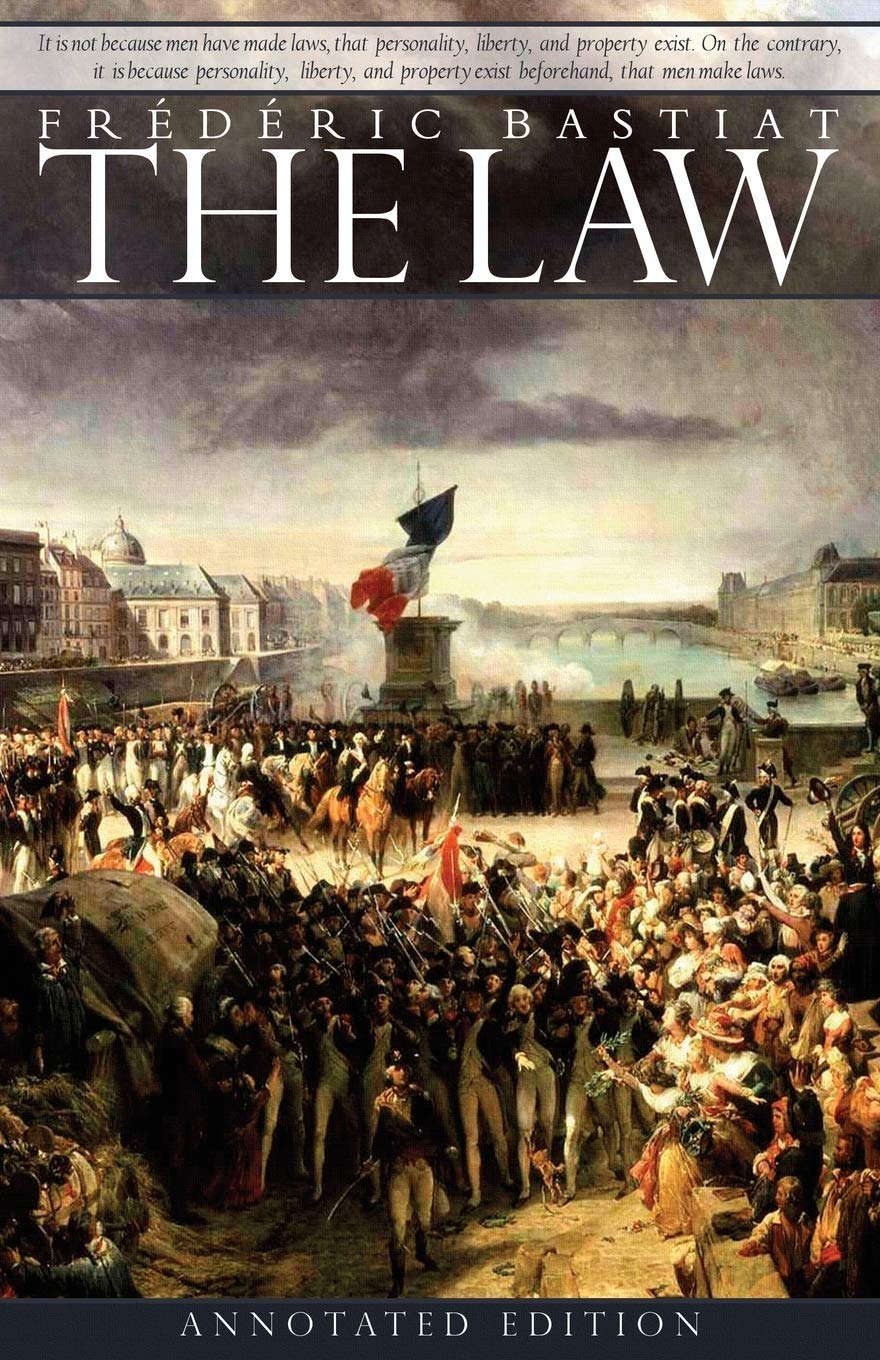 It is not because men have made laws, that personality, liberty, and property exist. On the contrary,
it is because personality, liberty, and property exist beforehand, that men make laws.
FRÉDÉRIC BASTIAT
THE LAW
ANNOTATED EDITION